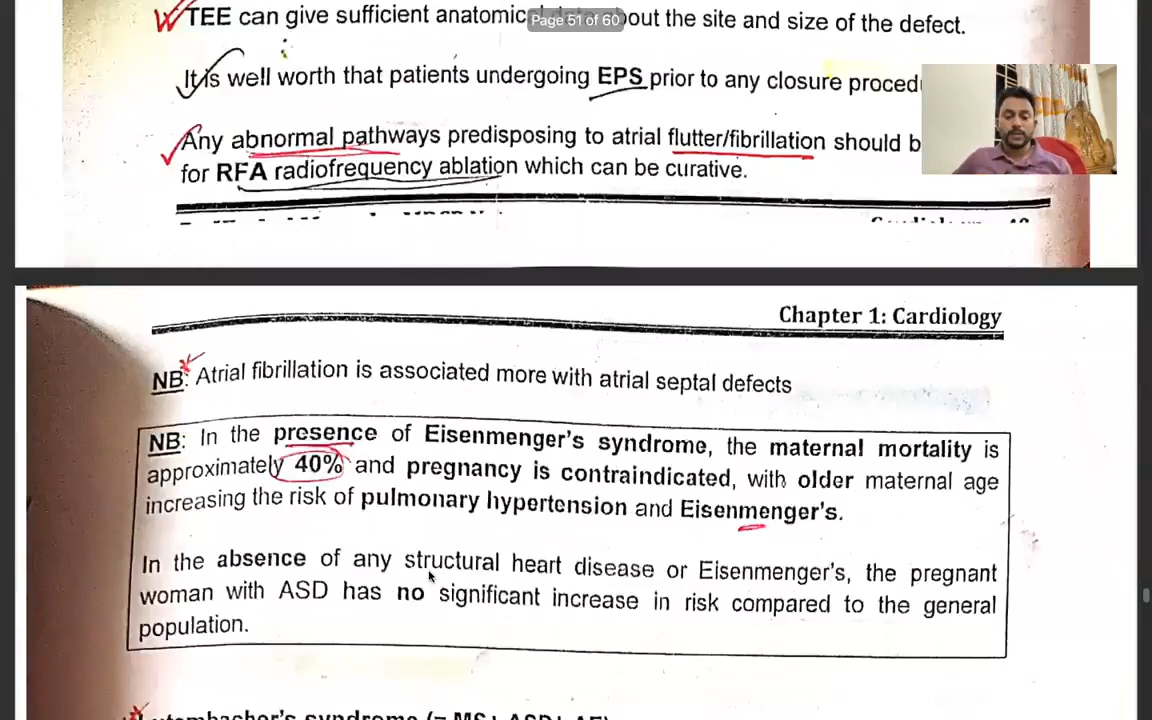 TEE can give sufficient anatomic about the site and size of the defect.
Page 51 of 60
It is well worth that patients undergoing EPS prior to any closure proced
Any abnormal pathways predisposing to atrial flutter/fibrillation should b
for RFA radiofrequency ablation which can be curative.
Chapter 1: Cardiology
NB: Atrial fibrillation is associated more with atrial septal defects
NB: In the presence of Eisenmenger's syndrome, the maternal mortality is
approximately 40% and pregnancy is contraindicated, with older maternal age
increasing the risk of pulmonary hypertension and Eisenmenger's.
In the absence of any structural heart disease or Eisenmenger's, the pregnant
woman with ASD has no significant increase in risk compared to the general
population.